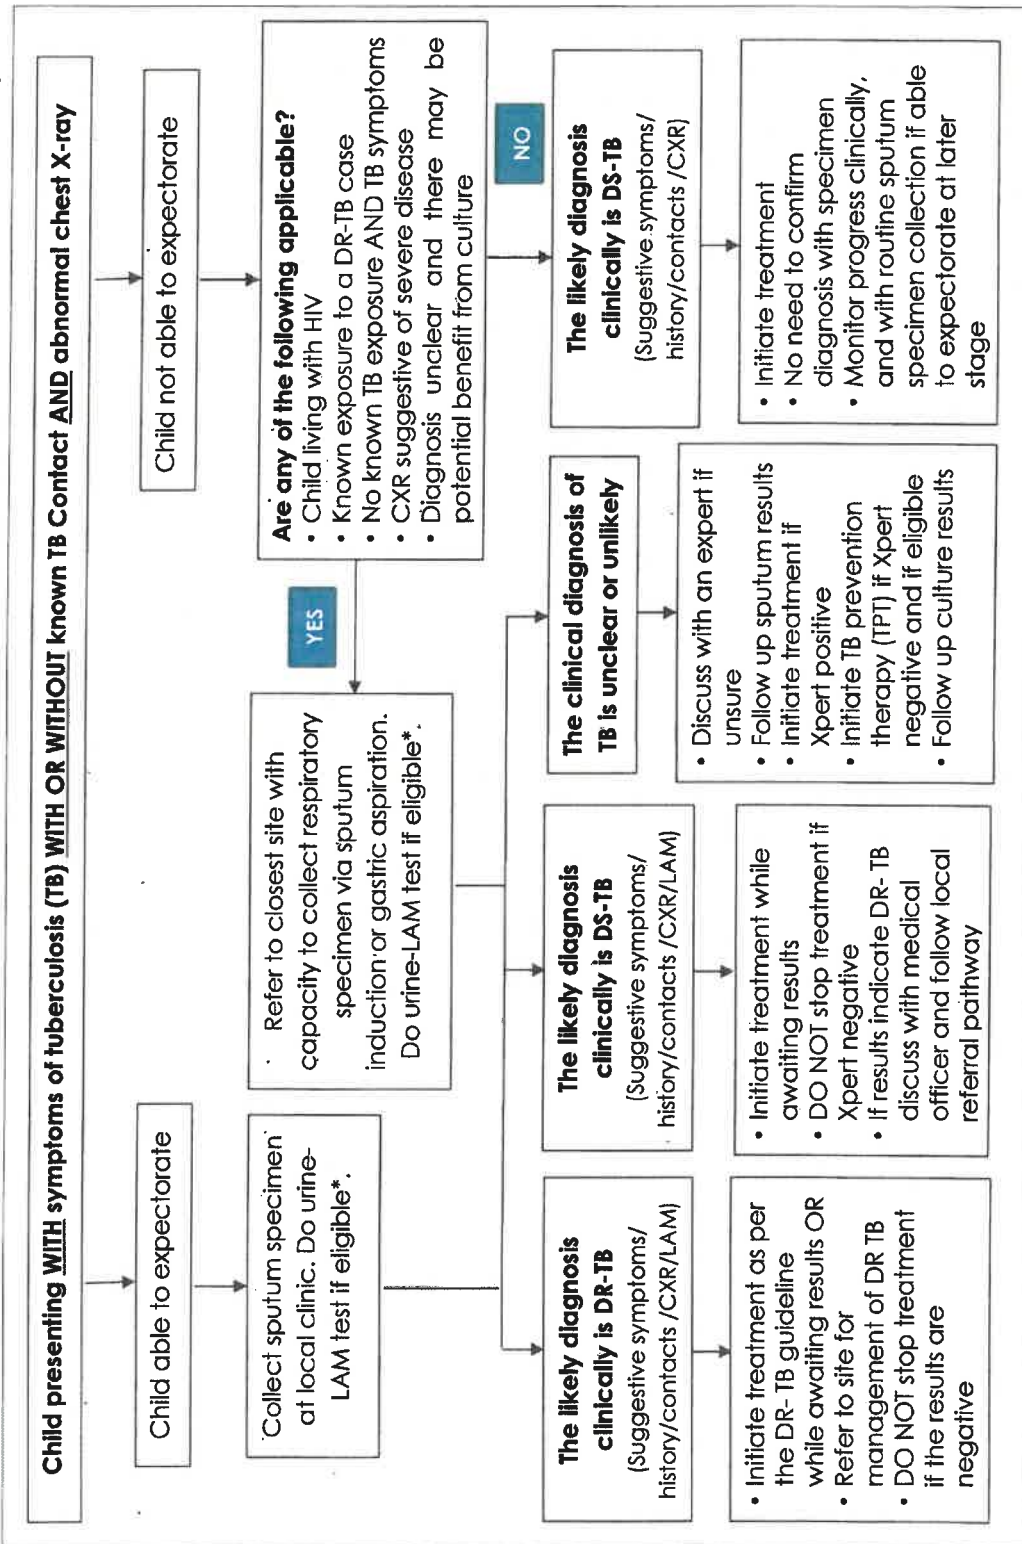 Child presenting WITH symptoms of tuberculosis (TB) WITH OR WITHOUT known TB Contact AND abnormal chest X-ray
Child able to expectorate
Child not able to expectorate
Collect sputum specimen
at local clinic. Do urine-
LAM test if eligible*.
Refer to closest site with
capacity to collect respiratory
specimen via sputum
induction or gastric aspiration.
Do urine-LAM test if eligible*.
YES
Are any of the following applicable?
• Child living with HIV
• Known exposure to a DR-TB case
• No known TB exposure AND TB symptoms
• CXR suggestive of severe disease
• Diagnosis unclear and there may be
potential benefit from culture
NO
The likely diagnosis
clinically is DR-TB
(Suggestive symptoms/
history/contacts /CXR/LAM)
• Initiate treatment as per
the DR- TB guideline
while awaiting results OR
• Refer to site for
management of DR TB
• DO NOT stop treatment
if the results are
negative
The likely diagnosis
clinically is DS-TB
(Suggestive symptoms/
history/contacts /CXR/LAM)
• Initiate treatment while
awaiting results
• DO NOT stop treatment if
Xpert negative
• If results indicate DR- TB
discuss with medical
officer and follow local
referral pathway
The clinical diagnosis of
TB is unclear or unlikely
• Discuss with an expert if
unsure
• Follow up sputum results
• Initiate treatment if
Xpert positive
• Initiate TB prevention
therapy (TPT) if Xpert
negative and if eligible
• Follow up culture results
The likely diagnosis
clinically is DS-TB
(Suggestive symptoms/
history/contacts /CXR)
• Initiate treatment
• No need to confirm
diagnosis with specimen
• Monitor progress clinically,
and with routine sputum
specimen collection if able
to expectorate at later
stage